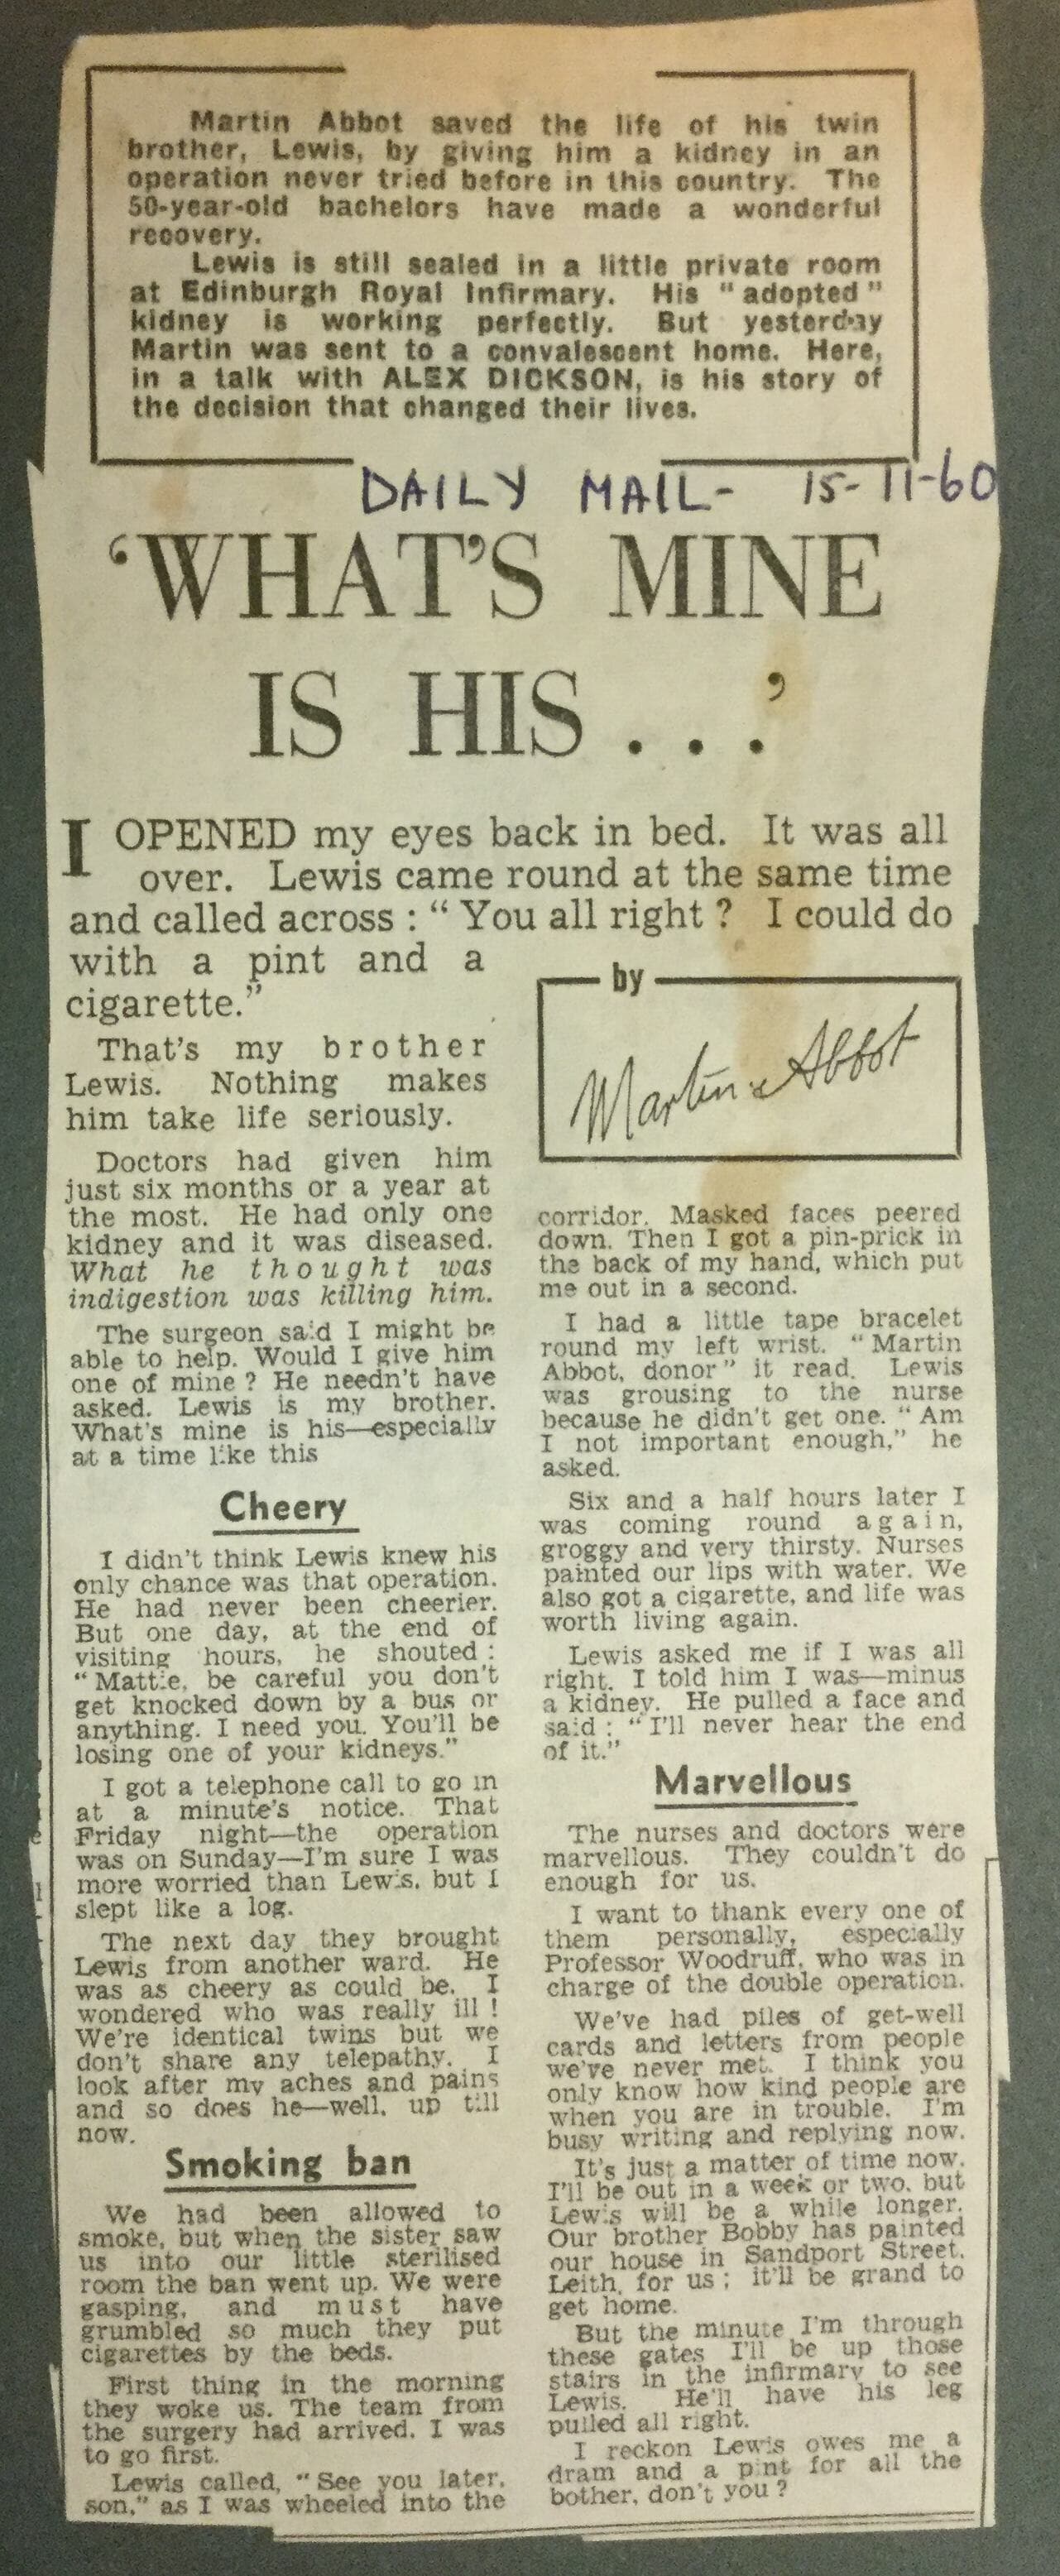 Martin Abbot saved the life of his twin
brother, Lewis, by giving him a kidney in an
operation never tried before in this country. The
50-year-old bachelors have made a wonderful
recovery.
Lewis is still sealed in a little private room
at Edinburgh Royal Infirmary. His "adopted"
kidney is working perfectly. But yesterday
Martin was sent to a convalescent home. Here,
in a talk with ALEX DICKSON, is his story of
the decision that changed their lives.
DAILY MAIL- 15-11-60
'WHAT'S MINE
IS HIS . . .'
I OPENED my eyes back in bed. It was all
over. Lewis came round at the same time
and called across : "You all right ? I could do
with a pint and a
cigarette."
That's my brother
Lewis. Nothing makes
him take life seriously.
Doctors had given him
just six months or a year at
the most. He had only one
kidney and it was diseased.
What he thought was
indigestion was killing him.
The surgeon said I might be
able to help. Would I give him
one of mine ? He needn't have
asked. Lewis is my brother.
What's mine is his—especially
at a time like this
Cheery
I didn't think Lewis knew his
only chance was that operation.
He had never been cheerier.
But one day, at the end of
visiting hours, he shouted :
"Mattie, be careful you don't
get knocked down by a bus or
anything. I need you. You'll be
losing one of your kidneys."
I got a telephone call to go in
at a minute's notice. That
Friday night—the operation
was on Sunday—I'm sure I was
more worried than Lewis, but I
slept like a log.
The next day they brought
Lewis from another ward. He
was as cheery as could be. I
wondered who was really ill !
We're identical twins but we
don't share any telepathy. I
look after my aches and pains
and so does he—well, up till
now.
Smoking ban
We had been allowed to
smoke, but when the sister saw
us into our little sterilised
room the ban went up. We were
gasping, and must have
grumbled so much they put
cigarettes by the beds.
First thing in the morning
they woke us. The team from
the surgery had arrived. I was
to go first.
Lewis called, "See you later,
son," as I was wheeled into the
by
Martin Abbot
corridor. Masked faces peered
down. Then I got a pin-prick in
the back of my hand, which put
me out in a second.
I had a little tape bracelet
round my left wrist. "Martin
Abbot, donor" it read. Lewis
was grousing to the nurse
because he didn't get one. "Am
I not important enough," he
asked.
Six and a half hours later I
was coming round again,
groggy and very thirsty. Nurses
painted our lips with water. We
also got a cigarette, and life was
worth living again.
Lewis asked me if I was all
right. I told him I was—minus
a kidney. He pulled a face and
said : "I'll never hear the end
of it."
Marvellous
The nurses and doctors were
marvellous. They couldn't do
enough for us.
I want to thank every one of
them personally, especially
Professor Woodruff, who was in
charge of the double operation.
We've had piles of get-well
cards and letters from people
we've never met. I think you
only know how kind people are
when you are in trouble. I'm
busy writing and replying now.
It's just a matter of time now.
I'll be out in a week or two, but
Lewis will be a while longer.
Our brother Bobby has painted
our house in Sandport Street,
Leith, for us ; it'll be grand to
get home.
But the minute I'm through
these gates I'll be up those
stairs in the infirmary to see
Lewis. He'll have his leg
pulled all right.
I reckon Lewis owes me a
dram and a pint for all the
bother, don't you ?